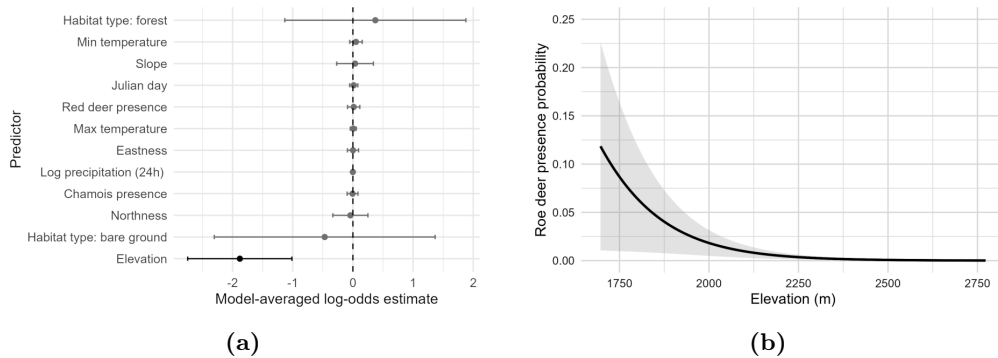 Predictor
Habitat type: forest
Min temperature
Slope
Julian day
Red deer presence
Max temperature
Eastness
Log precipitation (24h)
Chamois presence
Northness
Habitat type: bare ground
Elevation
-2 -1 0 1 2
Model-averaged log-odds estimate
(a)
Roe deer presence probability
0.25
0.20
0.15
0.10
0.05
0.00
1750 2000 2250 2500 2750
Elevation (m)
(b)